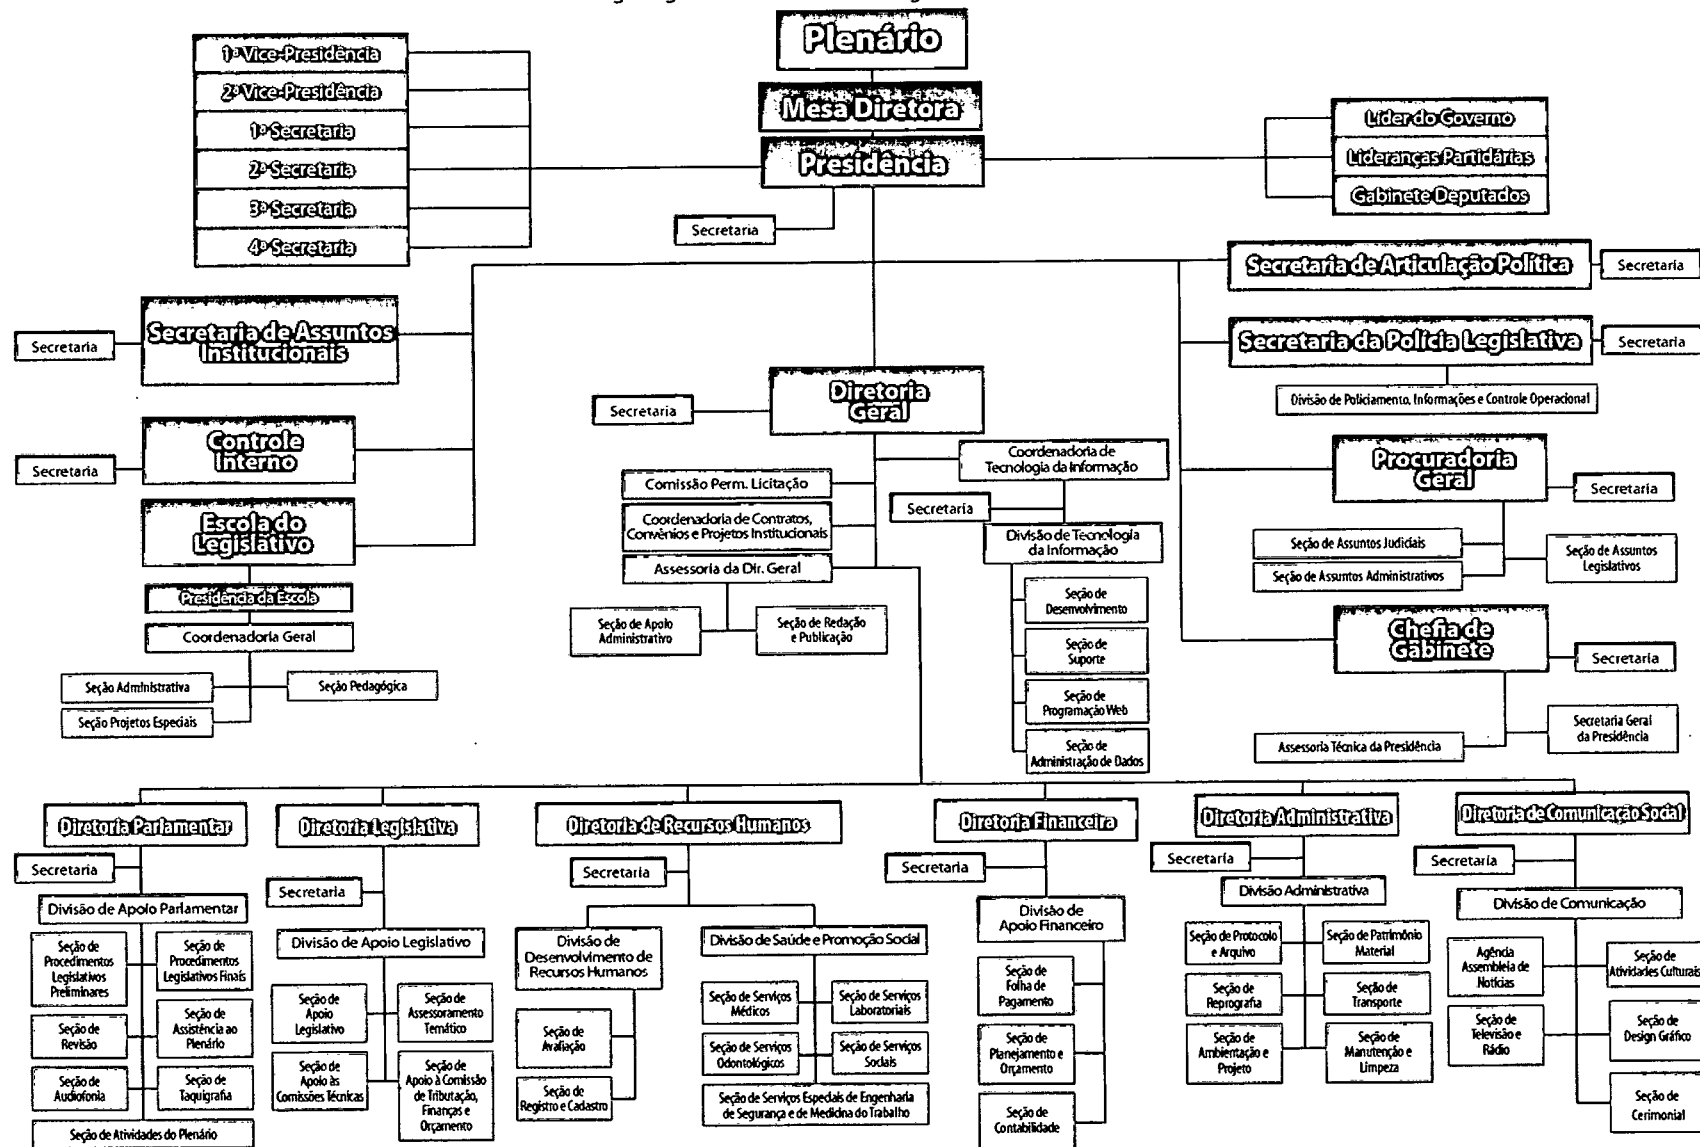 Plenário
Mesa Diretora
Presidência
Secretaria
1ª Vice-Presidência
2ª Vice-Presidência
1ª Secretaria
2ª Secretaria
3ª Secretaria
4ª Secretaria
Líder do Governo
Lideranças Partidárias
Gabinete Deputados
Secretaria de Articulação Política
Secretaria
Secretaria da Polícia Legislativa
Secretaria
Divisão de Policiamento, Informações e Controle Operacional
Secretaria
Secretaria de Assuntos
Institucionais
Secretaria
Controle
Interno
Escola do
Legislativo
Presidência da Escola
Coordenadoria Geral
Seção Administrativa
Seção Pedagógica
Seção Projetos Especiais
Secretaria
Diretoria
Geral
Coordenadoria de
Tecnologia da Informação
Comissão Perm. Licitação
Secretaria
Coordenadoria de Contratos,
Convênios e Projetos Institucionais
Divisão de Tecnologia
da Informação
Assessoria da Dir. Geral
Seção de Apoio
Administrativo
Seção de Redação
e Publicação
Seção de
Desenvolvimento
Seção de
Suporte
Seção de
Programação Web
Seção de
Administração de Dados
Procuradoria
Geral
Secretaria
Seção de Assuntos Judiciais
Seção de Assuntos Administrativos
Seção de Assuntos
Legislativos
Chefia de
Gabinete
Secretaria
Assessoria Técnica da Presidência
Secretaria Geral
da Presidência
Diretoria Parlamentar
Secretaria
Divisão de Apoio Parlamentar
Seção de
Procedimentos
Legislativos
Preliminares
Seção de
Procedimentos
Legislativos Finais
Seção de
Revisão
Seção de
Assistência ao
Plenário
Seção de
Audiofonia
Seção de
Taquigrafia
Seção de Atividades do Plenário
Diretoria Legislativa
Secretaria
Divisão de Apoio Legislativo
Seção de
Apoio
Legislativo
Seção de
Assessoramento
Temático
Seção de
Apoio às
Comissões Técnicas
Seção de
Apoio à Comissão
de Tributação,
Finanças e
Orçamento
Diretoria de Recursos Humanos
Secretaria
Divisão de
Desenvolvimento de
Recursos Humanos
Seção de
Avaliação
Seção de
Registro e Cadastro
Divisão de Saúde e Promoção Social
Seção de Serviços
Médicos
Seção de Serviços
Laboratoriais
Seção de Serviços
Odontológicos
Seção de Serviços
Sociais
Seção de Serviços Especiais de Engenharia
de Segurança e de Medicina do Trabalho
Diretoria Financeira
Secretaria
Divisão de
Apoio Financeiro
Seção de
Folha de
Pagamento
Seção de
Planejamento e
Orçamento
Seção de
Contabilidade
Diretoria Administrativa
Secretaria
Divisão Administrativa
Seção de Protocolo
e Arquivo
Seção de Patrimônio
Material
Seção de
Reprografia
Seção de
Transporte
Seção de
Ambientação e
Projeto
Seção de
Manutenção e
Limpeza
Diretoria de Comunicação Social
Secretaria
Divisão de Comunicação
Agência
Assembleia de
Notícias
Seção de
Atividades Culturais
Seção de
Televisão e
Rádio
Seção de
Design Gráfico
Seção de
Cerimonial